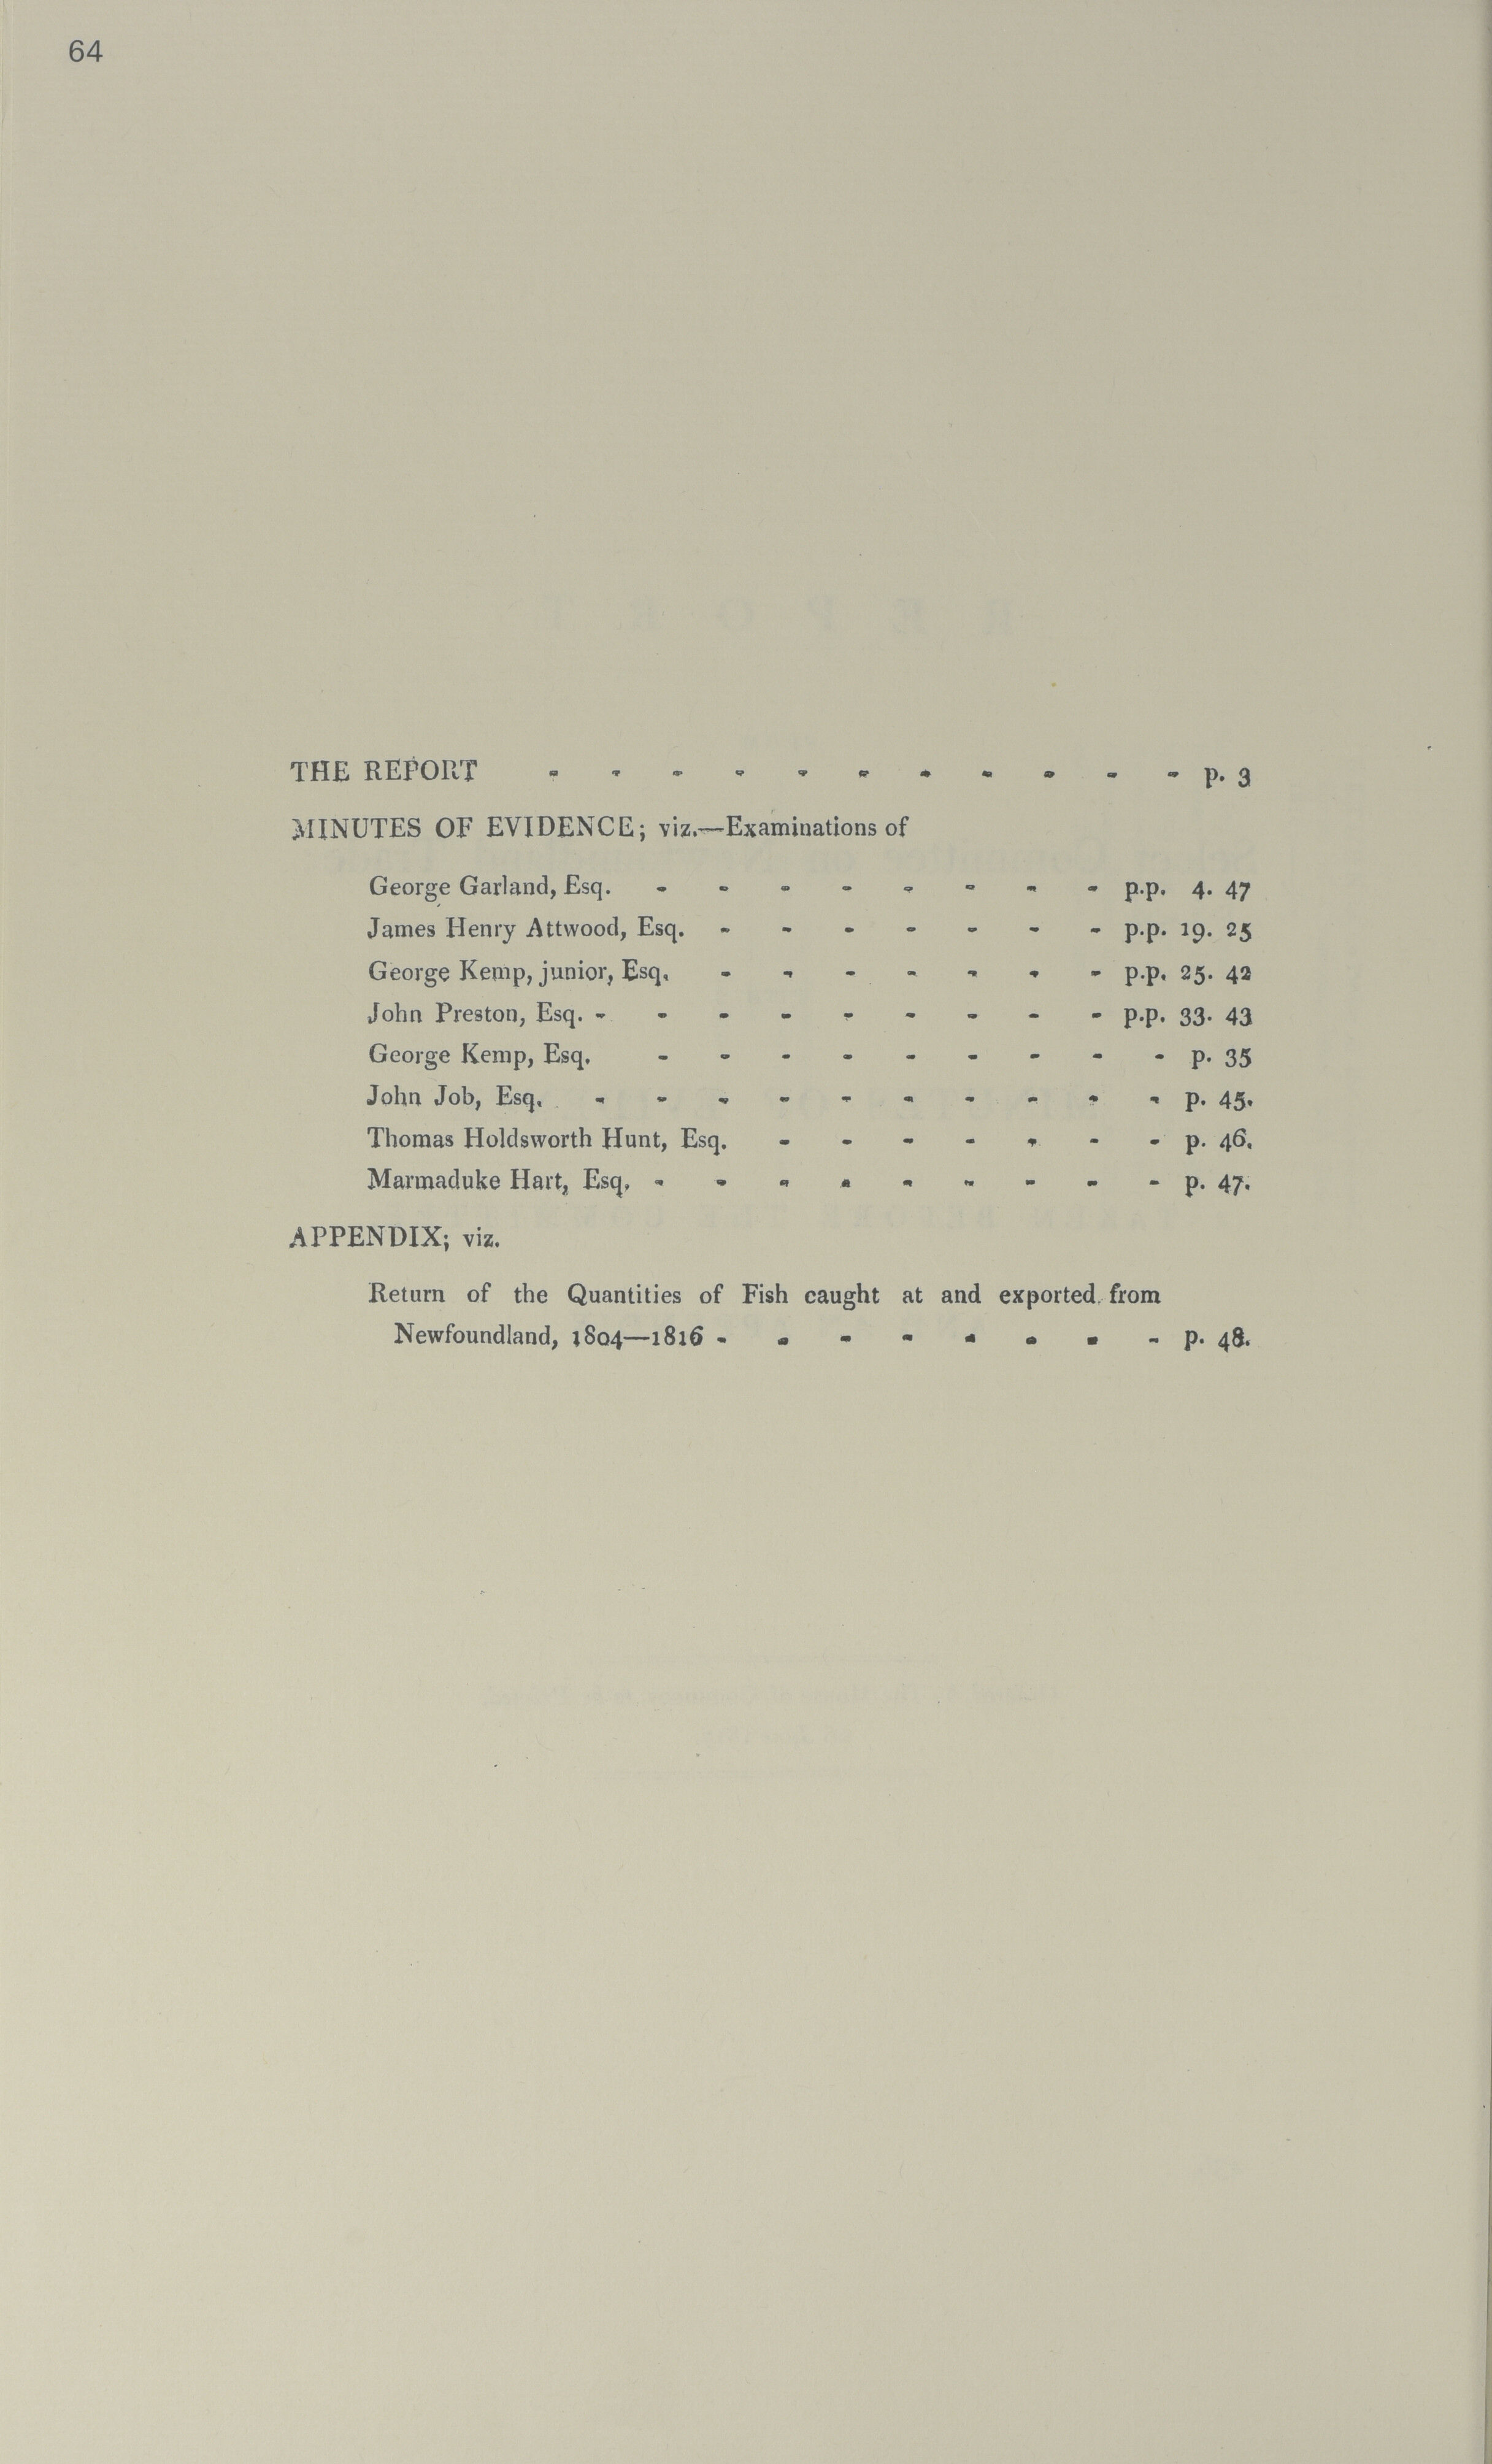 64
THE REPORT - - - - - - - - - - - p. 3
MINUTES OF EVIDENCE; viz.—Examinations of
George Garland, Esq. - - - - - - - - p.p. 4. 47
James Henry Attwood, Esq. - - - - - - - p.p. 19. 25
George Kemp, junior, Esq. - - - - - - - p.p. 25. 42
John Preston, Esq. - - - - - - - - - p.p. 33. 43
George Kemp, Esq. - - - - - - - - - p. 35
John Job, Esq. - - - - - - - - - - p. 45.
Thomas Holdsworth Hunt, Esq. - - - - - - - p. 46.
Marmaduke Hart, Esq. - - - - - - - - - p. 47.
APPENDIX; viz.
Return of the Quantities of Fish caught at and exported from
Newfoundland, 1804—1816 - - - - - - - - p. 48.